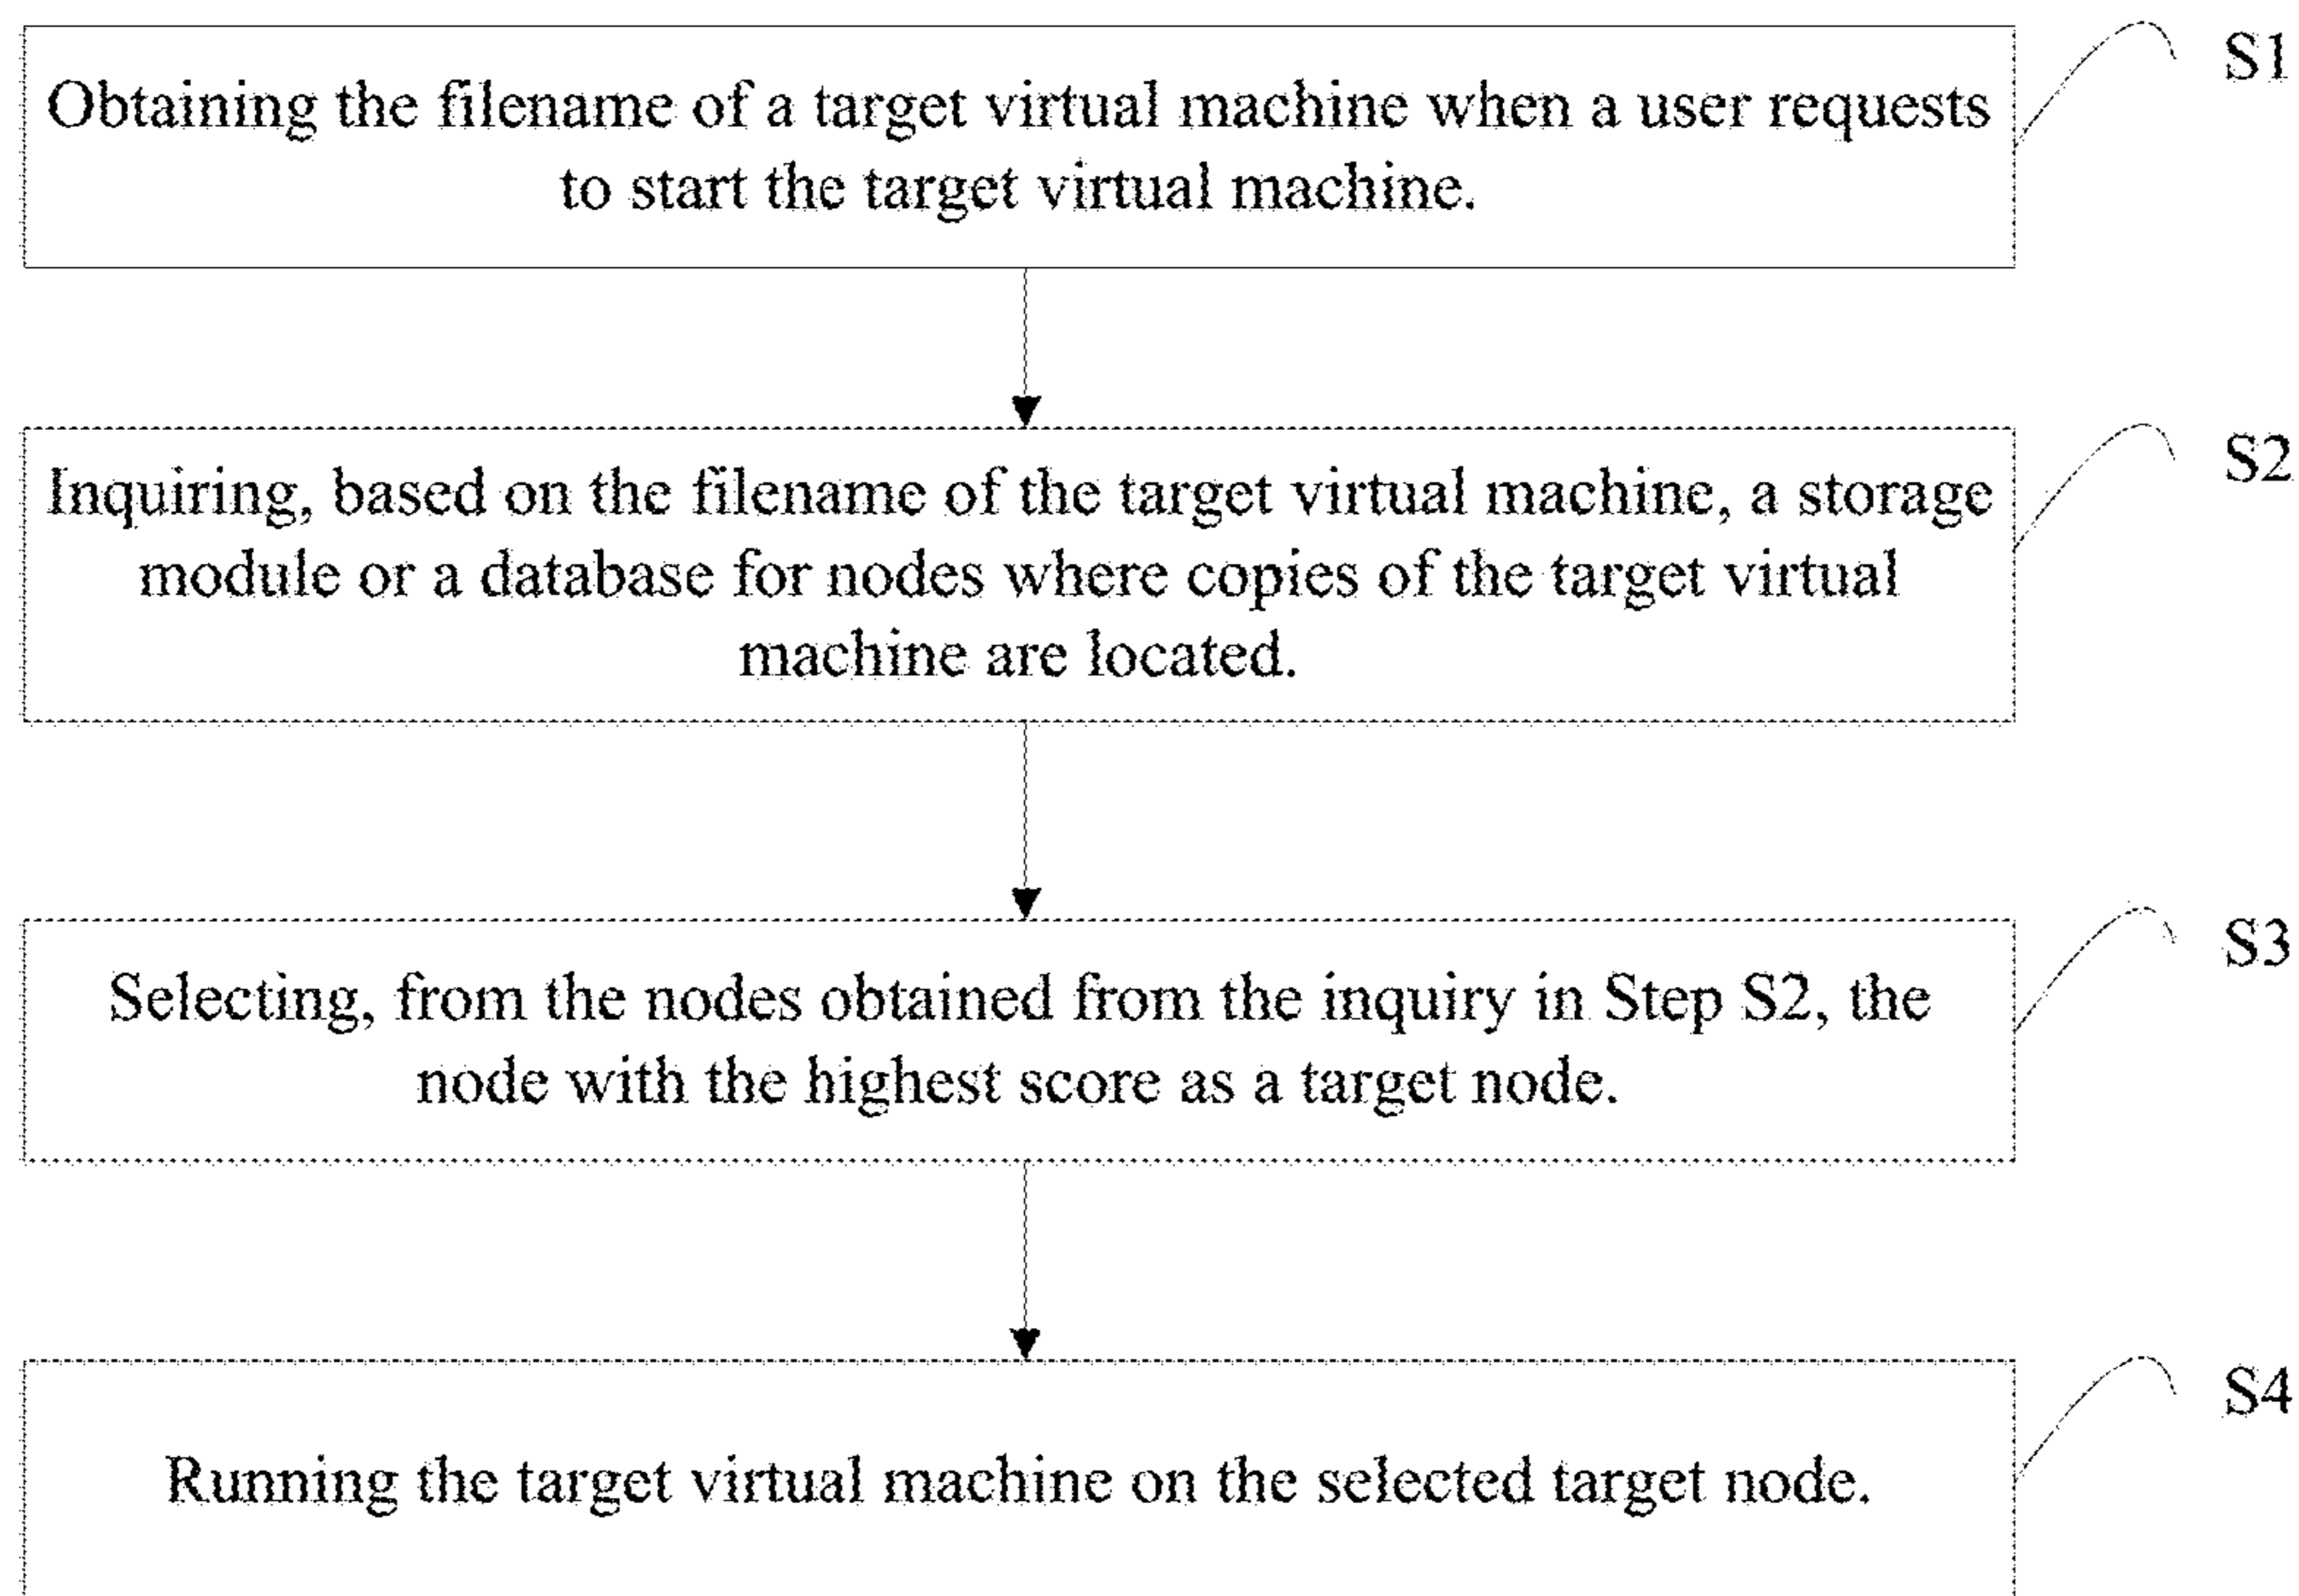 Obtaining the filename of a target virtual machine when a user requests
to start the target virtual machine.
S1
Inquiring, based on the filename of the target virtual machine, a storage
module or a database for nodes where copies of the target virtual
machine are located.
S2
Selecting, from the nodes obtained from the inquiry in Step S2, the
node with the highest score as a target node.
S3
Running the target virtual machine on the selected target node.
S4